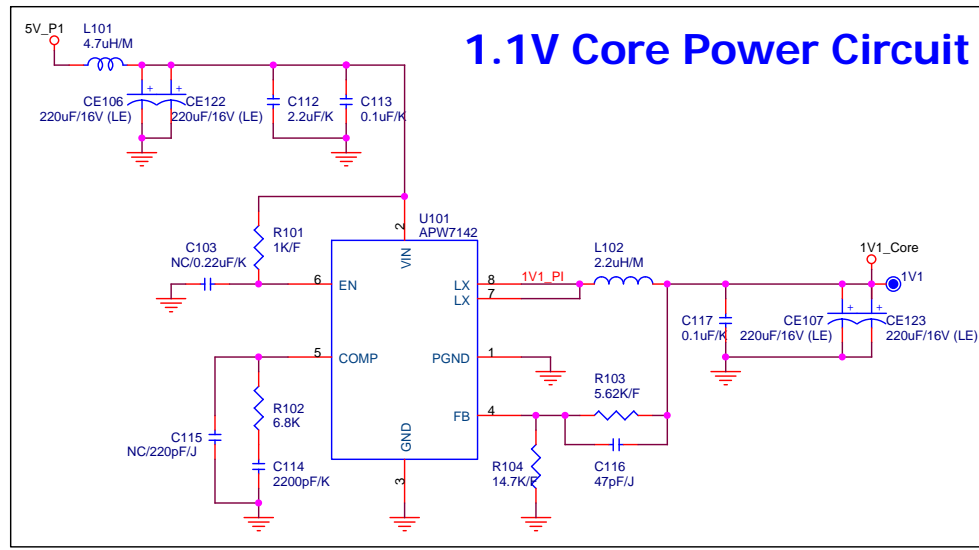 1.1V Core Power Circuit
5V_P1
L101
4.7uH/M
+
+
CE106
220uF/16V (LE)
CE122
220uF/16V (LE)
C112
2.2uF/K
C113
0.1uF/K
U101
APW7142
2
VIN
R101
1K/F
C103
NC/0.22uF/K
6
EN
5
COMP
R102
6.8K
C115
NC/220pF/J
C114
2200pF/K
GND
3
LX
8
LX
7
1V1_PI
PGND
1
FB
4
L102
2.2uH/M
1V1_Core
1V1
C117
0.1uF/K
+
+
CE107
220uF/16V (LE)
CE123
220uF/16V (LE)
R103
5.62K/F
C116
47pF/J
R104
14.7K/F